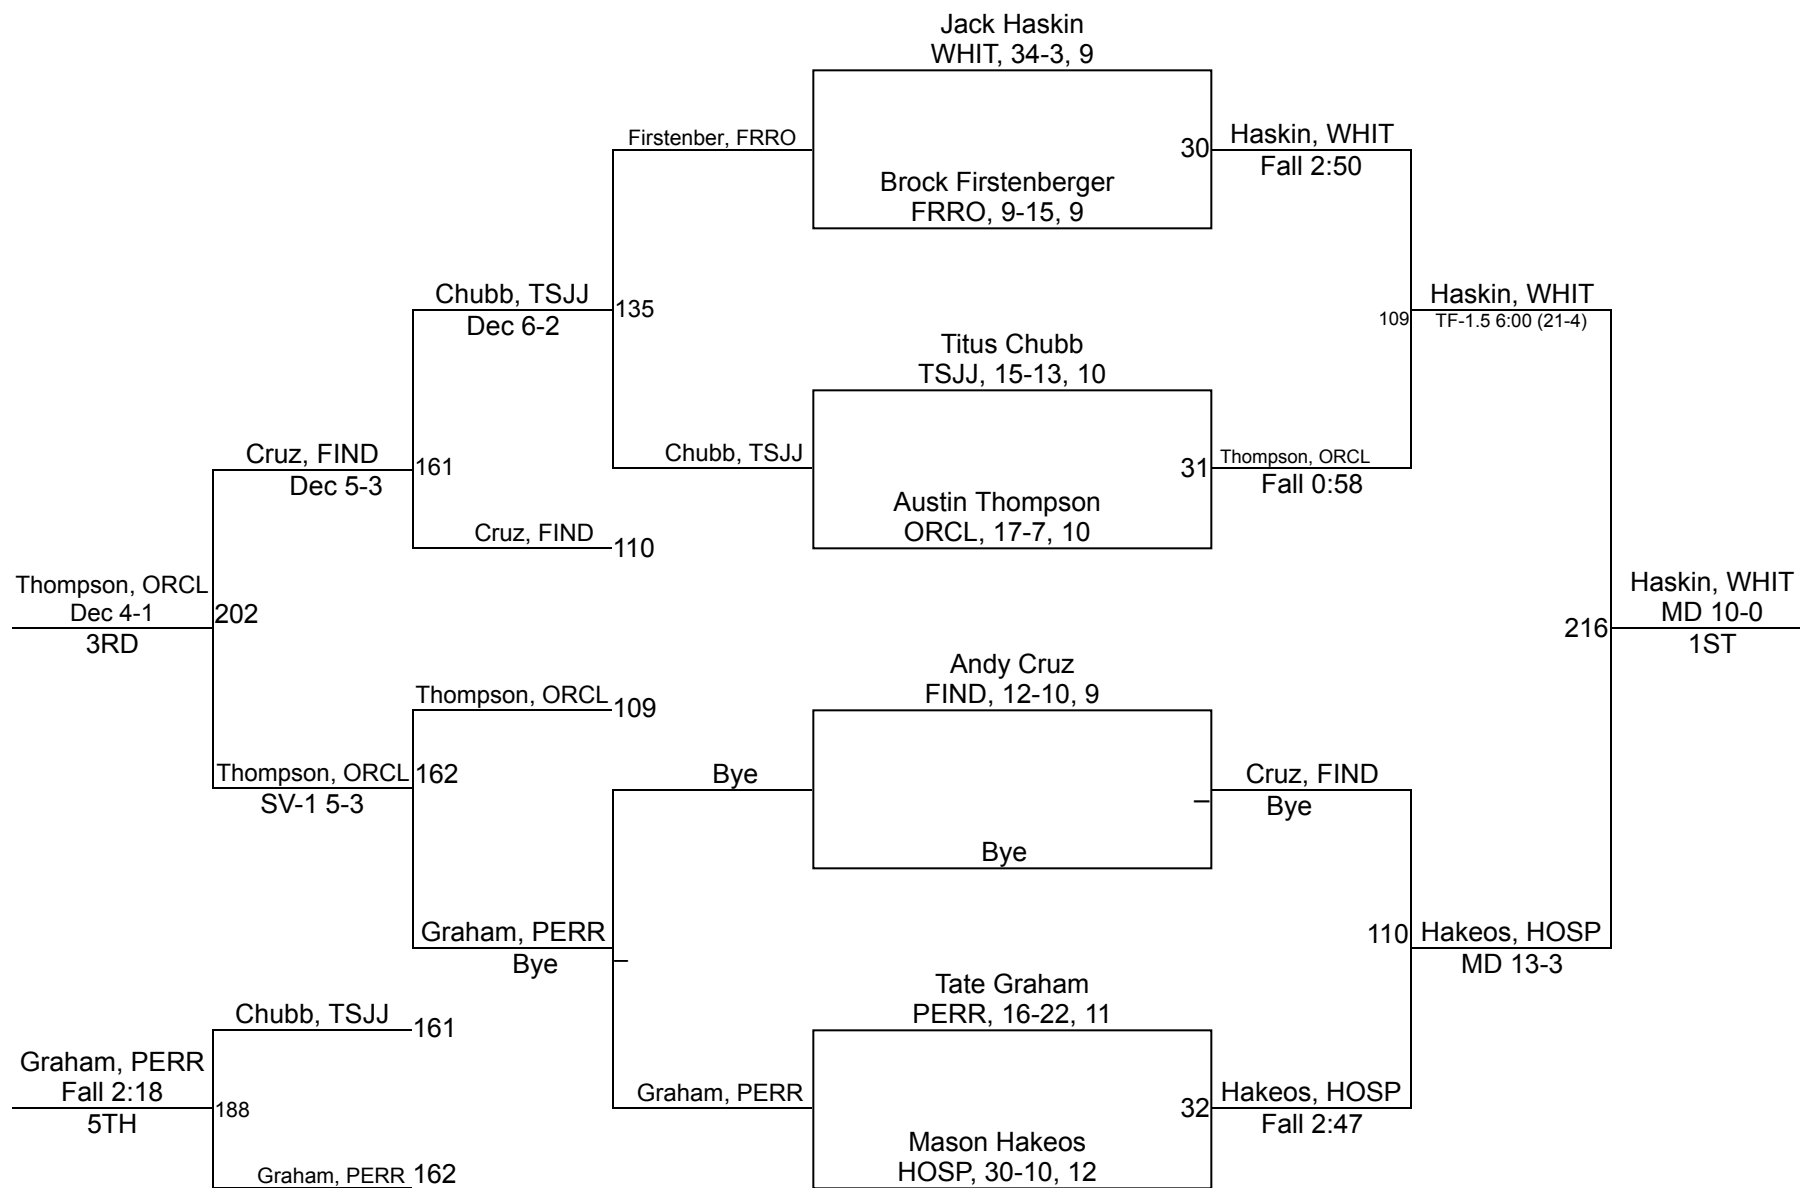 Jack Haskin
WHIT, 34-3, 9
Firstenber, FRRO
30
Haskin, WHIT
Fall 2:50
Brock Firstenberger
FRRO, 9-15, 9
Chubb, TSJJ
Dec 6-2
135
Haskin, WHIT
109
TF-1.5 6:00 (21-4)
Titus Chubb
TSJJ, 15-13, 10
Cruz, FIND
Dec 5-3
161
Chubb, TSJJ
31
Thompson, ORCL
Fall 0:58
Austin Thompson
ORCL, 17-7, 10
Cruz, FIND
110
Thompson, ORCL
Dec 4-1
202
3RD
Haskin, WHIT
MD 10-0
216
1ST
Andy Cruz
FIND, 12-10, 9
Thompson, ORCL
109
Thompson, ORCL
162
SV-1 5-3
Bye
Cruz, FIND
Bye
Bye
Graham, PERR
Bye
110
Hakeos, HOSP
MD 13-3
Tate Graham
PERR, 16-22, 11
Chubb, TSJJ
161
Graham, PERR
Fall 2:18
188
5TH
Graham, PERR
32
Hakeos, HOSP
Fall 2:47
Mason Hakeos
HOSP, 30-10, 12
Graham, PERR
162